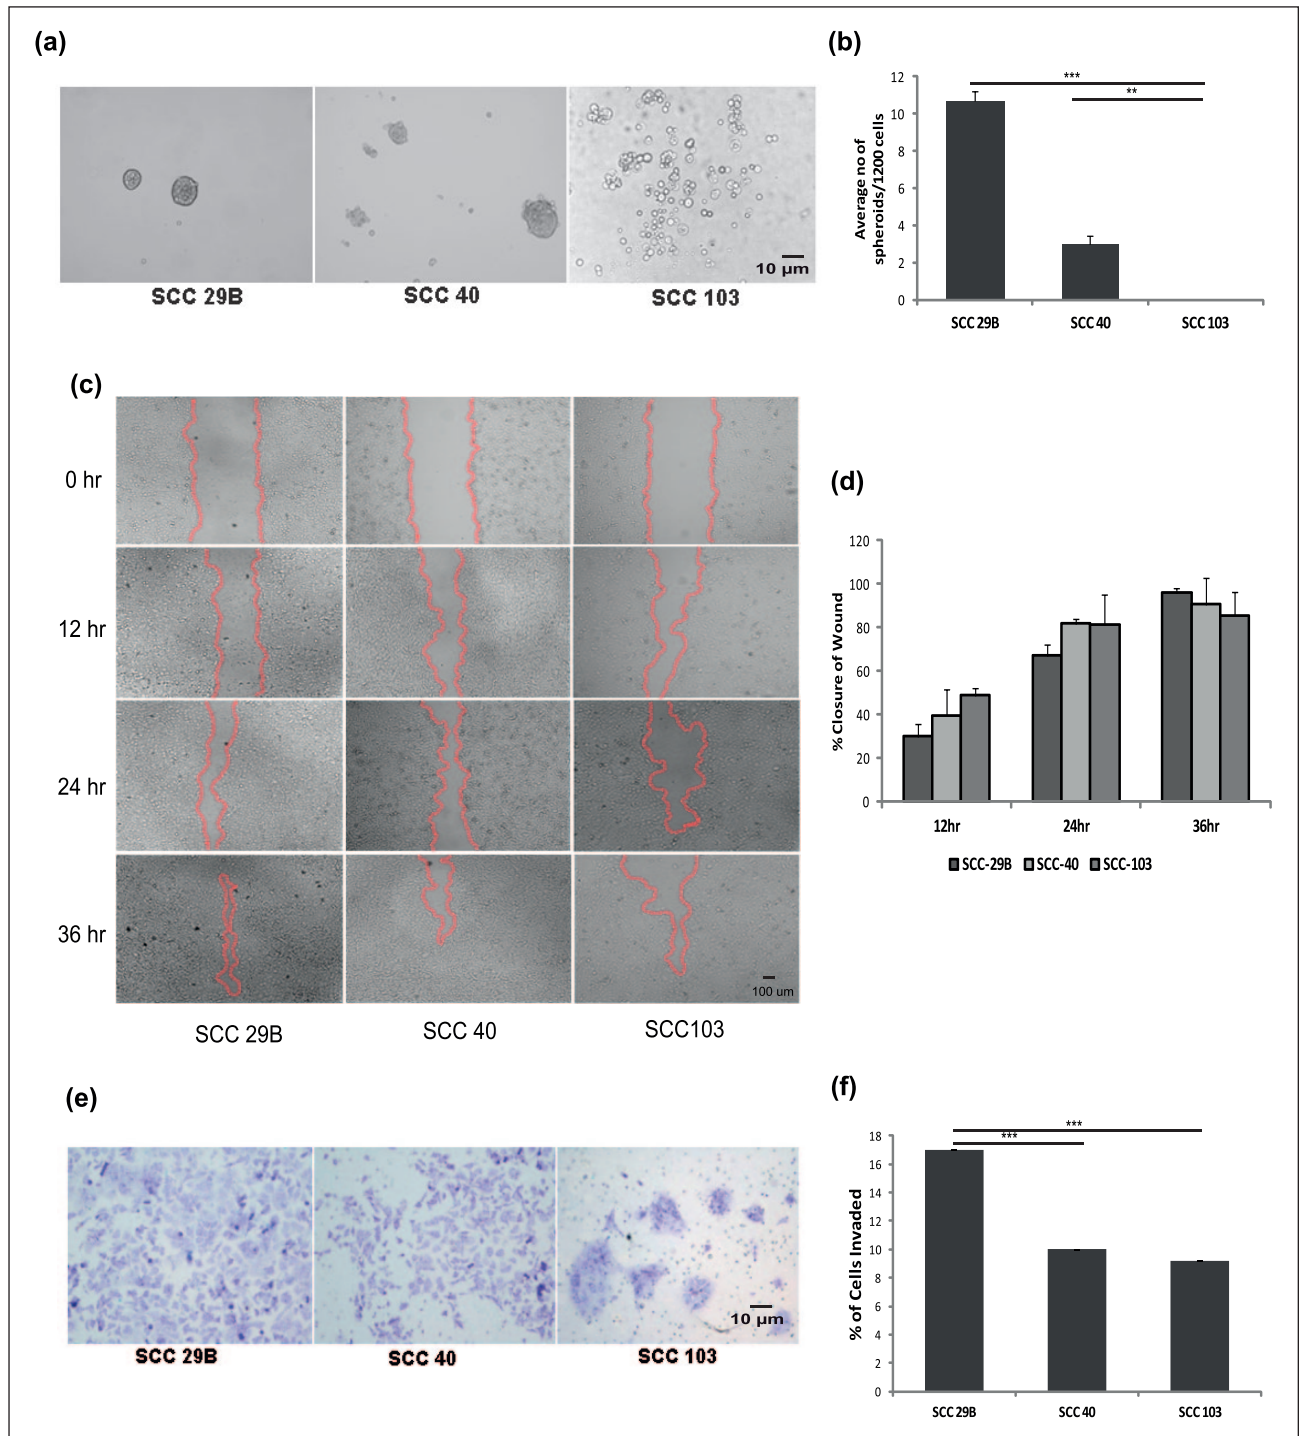 (a)
SCC 29B
SCC 40
10 µm
SCC 103
(b)
Average no of
spheroids/1200 cells
12
10
8
6
4
2
0
***
**
SCC 29B
SCC 40
SCC 103
(c)
0 hr
12 hr
24 hr
36 hr
100 um
SCC 29B
SCC 40
SCC103
(d)
% Closure of Wound
120
100
80
60
40
20
0
12hr
24hr
36hr
SCC-29B
SCC-40
SCC-103
(e)
10 µm
SCC 29B
SCC 40
SCC 103
(f)
% of Cells Invaded
18
16
14
12
10
8
6
4
2
0
***
***
SCC 29B
SCC 40
SCC 103